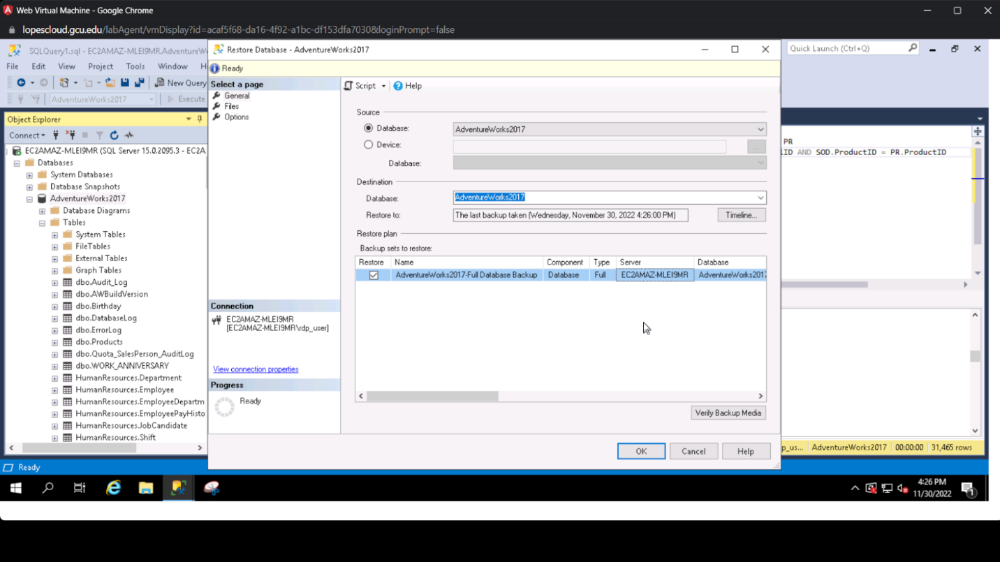 Web Virtual Machine - Google Chrome
lopescloud.gcu.edu/labAgent/vmDisplay?id=acaf5f68-da16-4f92-a1bc-df153dfa7030&loginPrompt=false
SQLQuery1.sql - EC2AMAZ-MLEI9MR.AdventureW
Restore Database - AdventureWorks2017
Quick Launch (Ctrl+Q)
File Edit View Project Tools Window H
Ready
New Query
Select a page
General
Files
Options
Script
Help
AdventureWorks2017
Execute
Object Explorer
Connect
EC2AMAZ-MLEI9MR (SQL Server 15.0.2095.3 - EC2A
Databases
System Databases
Database Snapshots
AdventureWorks2017
Database Diagrams
Tables
System Tables
FileTables
External Tables
Graph Tables
dbo.Audit_Log
dbo.AWBuildVersion
dbo.Birthday
dbo.DatabaseLog
dbo.ErrorLog
dbo.Products
dbo.Quota_SalesPerson_AuditLog
dbo.WORK_ANNIVERSARY
HumanResources.Department
HumanResources.Employee
HumanResources.EmployeeDepartm
HumanResources.EmployeePayHisto
HumanResources.JobCandidate
HumanResources.Shift
Source
Database:
AdventureWorks2017
Device:
...
Database:
Destination
Database:
AdventureWorks2017
Restore to:
The last backup taken (Wednesday, November 30, 2022 4:26:00 PM)
Timeline...
Restore plan
Backup sets to restore:
Restore Name Component Type Server Database
AdventureWorks2017-Full Database Backup Database Full EC2AMAZ-MLEI9MR AdventureWorks2017
Verify Backup Media
Connection
EC2AMAZ-MLEI9MR
[EC2AMAZ-MLEI9MR\rdp_user]
View connection properties
Progress
Ready
OK
Cancel
Help
PR
ID AND SOD.ProductID = PR.ProductID
p_us... AdventureWorks2017 00:00:00 31,465 rows
Ready
4:26 PM
11/30/2022
1